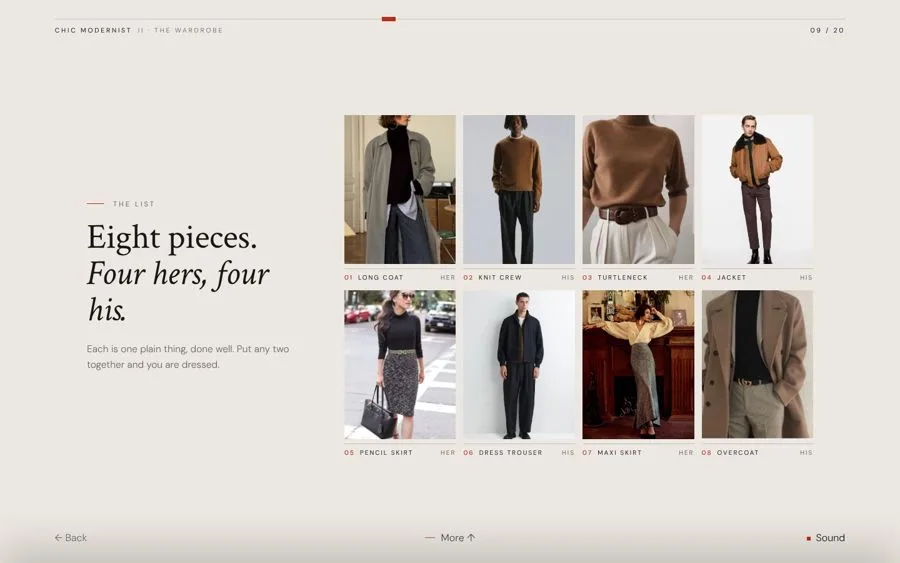 CHIC MODERNIST II · THE WARDROBE
09 / 20
THE LIST
Eight pieces.
Four hers, four
his.
Each is one plain thing, done well. Put any two
together and you are dressed.
01 LONG COAT HER
02 KNIT CREW HIS
03 TURTLENECK HER
04 JACKET HIS
05 PENCIL SKIRT HER
06 DRESS TROUSER HIS
07 MAXI SKIRT HER
08 OVERCOAT HIS
← Back
— More ↑
Sound